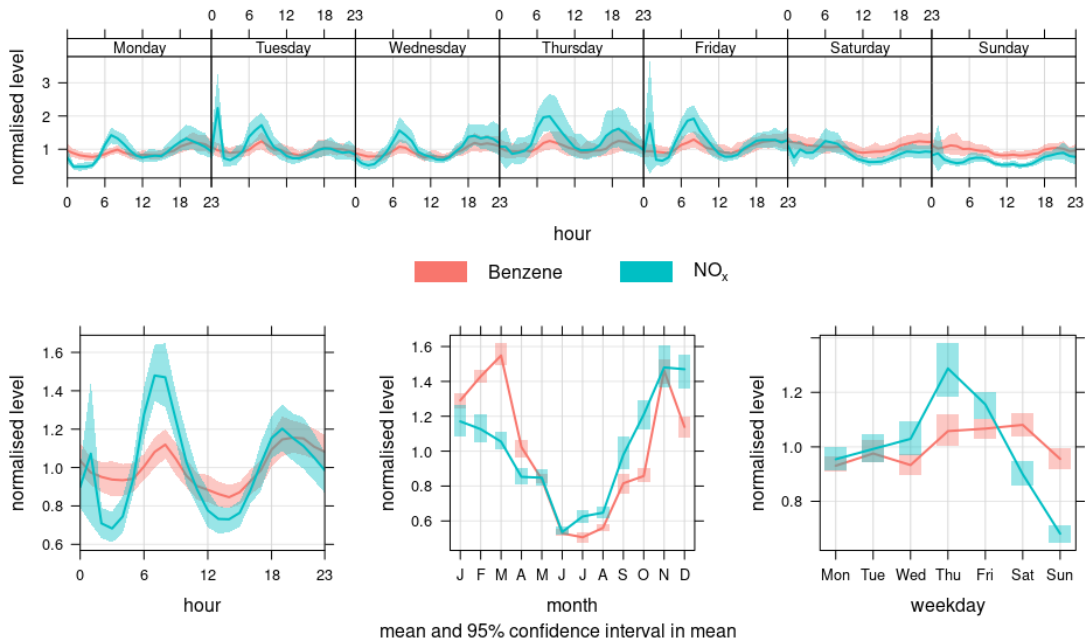 0 6 12 18 23 0 6 12 18 23 0 6 12 18 23
Monday Tuesday Wednesday Thursday Friday Saturday Sunday
normalised level
3
2
1
0 6 12 18 23 0 6 12 18 23 0 6 12 18 23 0 6 12 18 23
hour
Benzene NOx
normalised level
1.6
1.4
1.2
1.0
0.8
0.6
0 6 12 18 23
hour
normalised level
1.6
1.4
1.2
1.0
0.8
0.6
J F M A M J J A S O N D
month
normalised level
1.2
1.0
0.8
Mon Tue Wed Thu Fri Sat Sun
weekday
mean and 95% confidence interval in mean